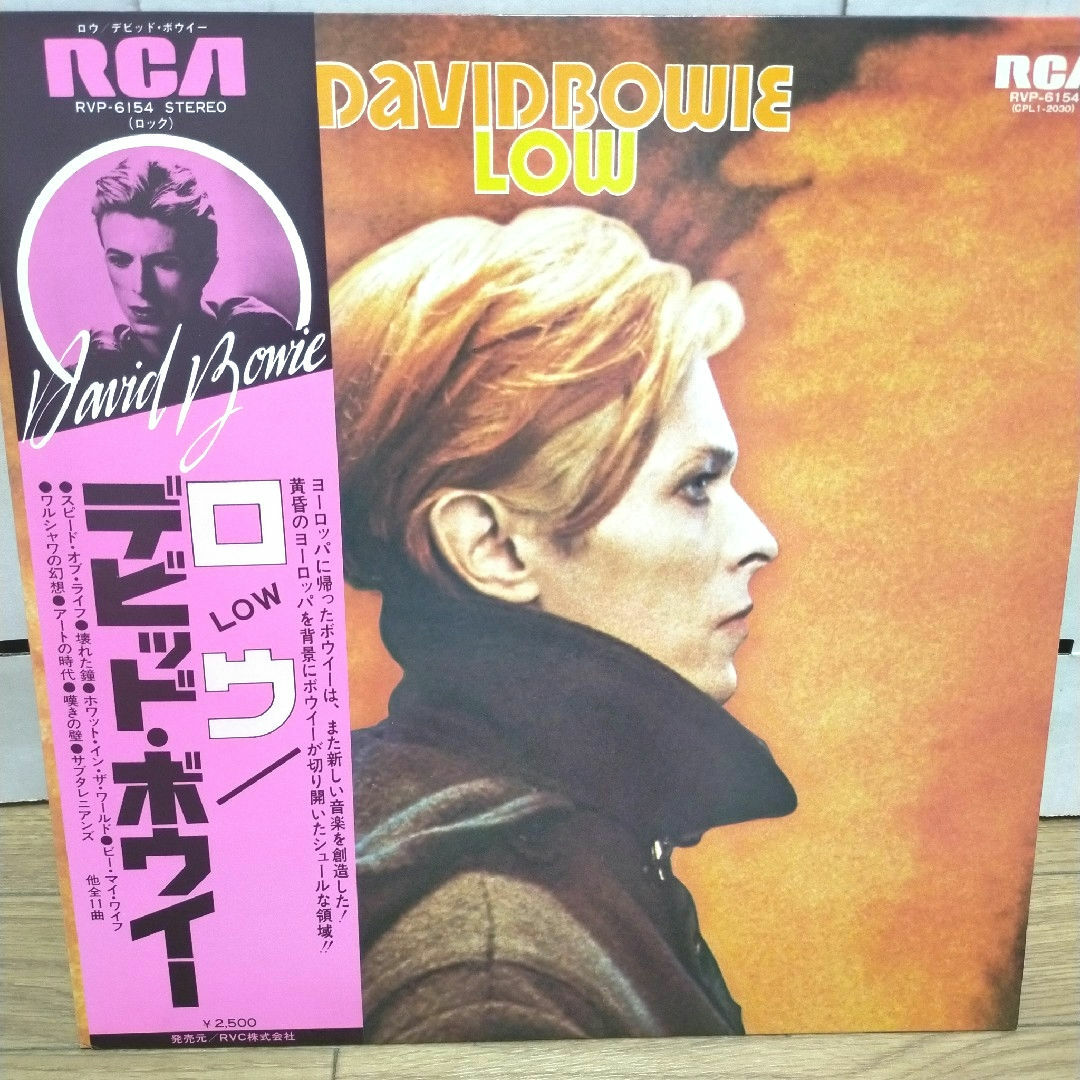 ロウ／デビッド・ボウイー
RCA
RVP-6154 STEREO
(ロック)
David Bowie
ヨーロッパに帰ったボウイーは、また新しい音楽を創造した！
黄昏のヨーロッパを背景にボウイーが切り開いたシュールな領域!!
ロウ／
LOW
デビッド・ボウイー
●スピード・オブ・ライフ●壊れた鐘●ホワット・イン・ザ・ワールド●ビー・マイ・ワイフ
●ワルシャワの幻想●アートの時代●嘆きの壁●サブタレニアンズ
他全11曲
¥2,500
発売元／RVC株式会社
DAVID BOWIE
LOW
RCA
RVP-6154
(CPL1-2030)